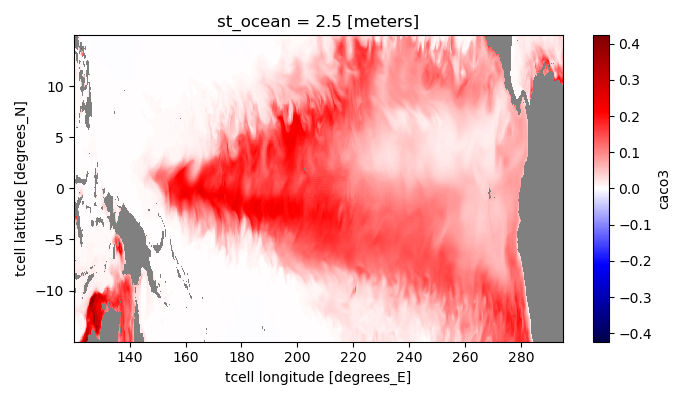 st_ocean = 2.5 [meters]
10
5
0
−5
−10
tcell latitude [degrees_N]
140 160 180 200 220 240 260 280
tcell longitude [degrees_E]
0.4
0.3
0.2
0.1
0.0
−0.1
−0.2
−0.3
−0.4
caco3